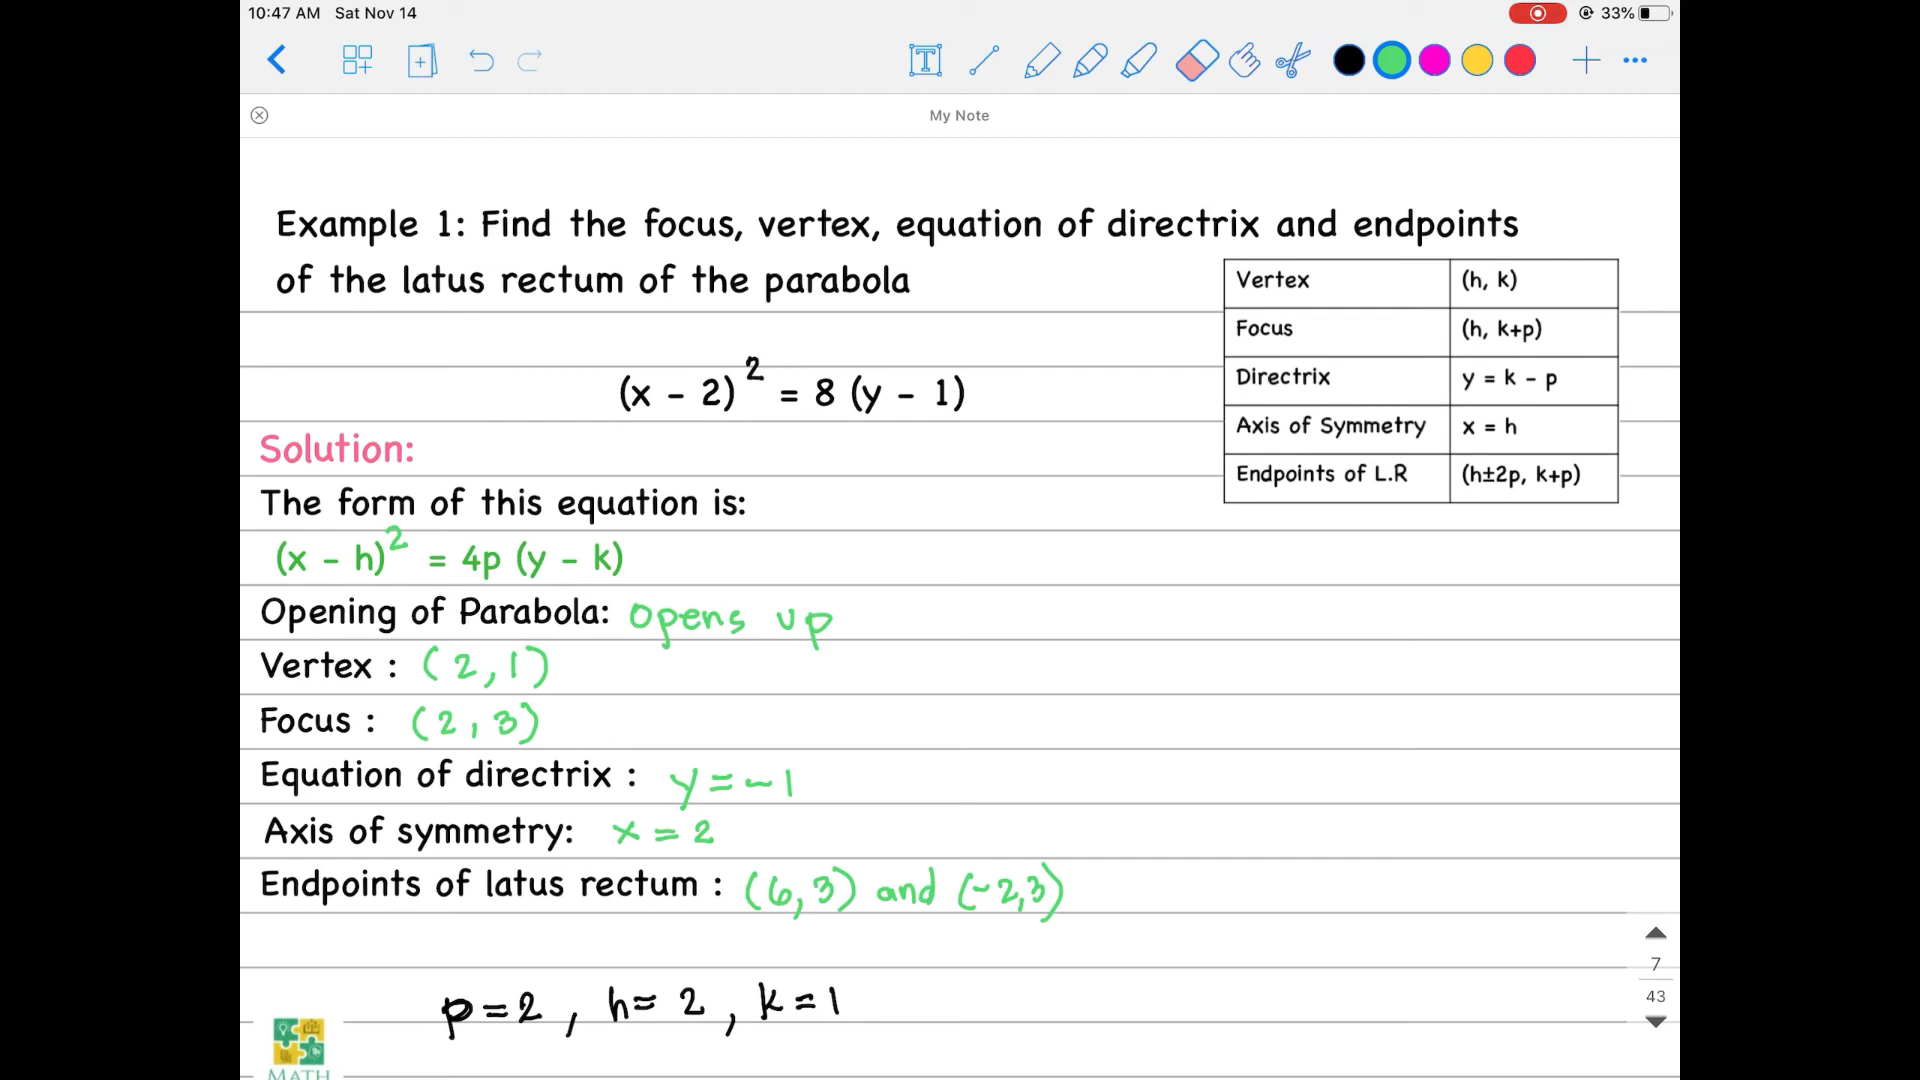 10:47 AM Sat Nov 14
33%
My Note
Example 1: Find the focus, vertex, equation of directrix and endpoints
of the latus rectum of the parabola
Vertex (h, k)
Focus (h, k+p)
Directrix y = k - p
Axis of Symmetry x = h
Endpoints of L.R (h±2p, k+p)
(x - 2)² = 8 (y - 1)
Solution:
The form of this equation is:
(x - h)² = 4p (y - k)
Opening of Parabola: opens up
Vertex : (2, 1)
Focus : (2, 3)
Equation of directrix : y = -1
Axis of symmetry: x = 2
Endpoints of latus rectum : (6, 3) and (-2, 3)
7
43
p = 2 , h = 2 , k = 1
MATH